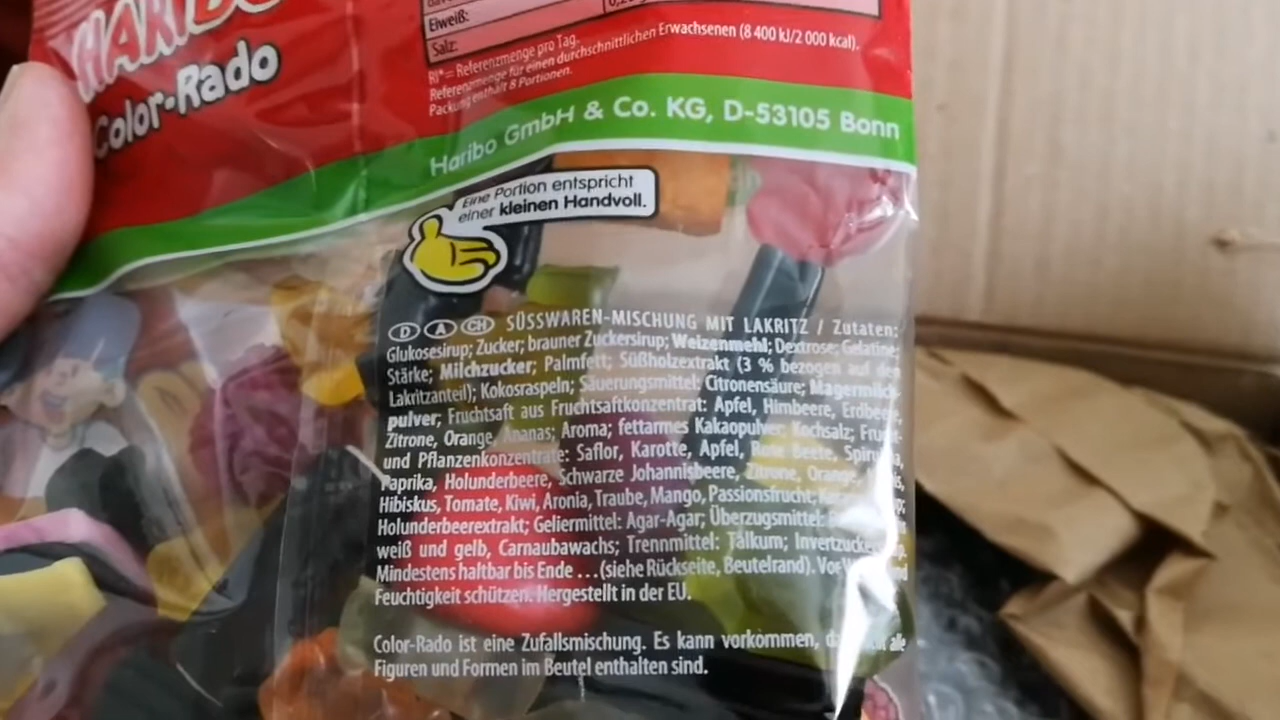 HARIBO
Color-Rado
Eiweiß:
Salz:
RI* = Referenzmenge pro Tag.
Referenzmenge für einen durchschnittlichen Erwachsenen (8 400 kJ/2 000 kcal).
Packung enthält 8 Portionen.
Haribo GmbH & Co. KG, D-53105 Bonn
Eine Portion entspricht
einer kleinen Handvoll.
D A CH SÜSSWAREN-MISCHUNG MIT LAKRITZ / Zutaten:
Glukosesirup; Zucker; brauner Zuckersirup; Weizenmehl; Dextrose; Gelatine;
Stärke; Milchzucker; Palmfett; Süßholzextrakt (3 % bezogen auf den
Lakritzanteil); Kokosraspeln; Säuerungsmittel: Citronensäure; Magermilch-
pulver; Fruchtsaft aus Fruchtsaftkonzentrat: Apfel, Himbeere, Erdbeere,
Zitrone, Orange, Ananas; Aroma; fettarmes Kakaopulver; Kochsalz; Frucht-
und Pflanzenkonzentrate: Saflor, Karotte, Apfel, Rote Beete, Spirulina,
Paprika, Holunderbeere, Schwarze Johannisbeere, Zitrone, Orange,
Hibiskus, Tomate, Kiwi, Aronia, Traube, Mango, Passionsfrucht;
Holunderbeerextrakt; Geliermittel: Agar-Agar; Überzugsmittel:
weiß und gelb, Carnaubawachs; Trennmittel: Talkum; Invertzuckersirup.
Mindestens haltbar bis Ende ...(siehe Rückseite, Beutelrand). Vor und
Feuchtigkeit schützen. Hergestellt in der EU.
Color-Rado ist eine Zufallsmischung. Es kann vorkommen, alle
Figuren und Formen im Beutel enthalten sind.